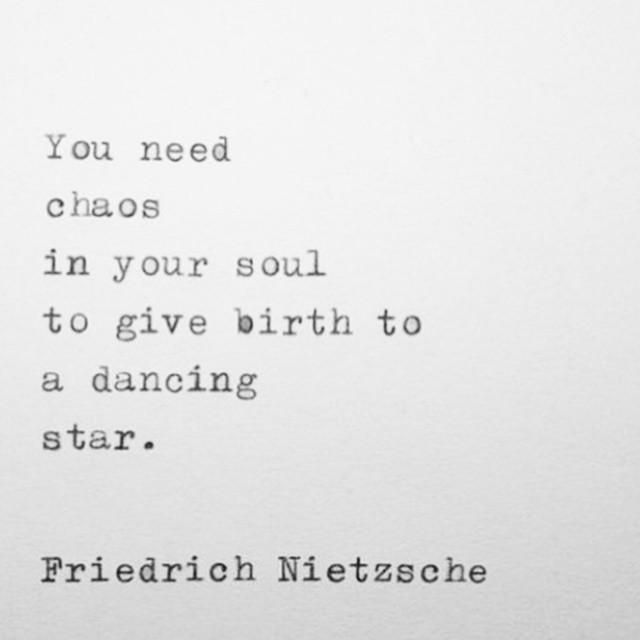 You need
chaos
in your soul
to give birth to
a dancing
star.
Friedrich Nietzsche